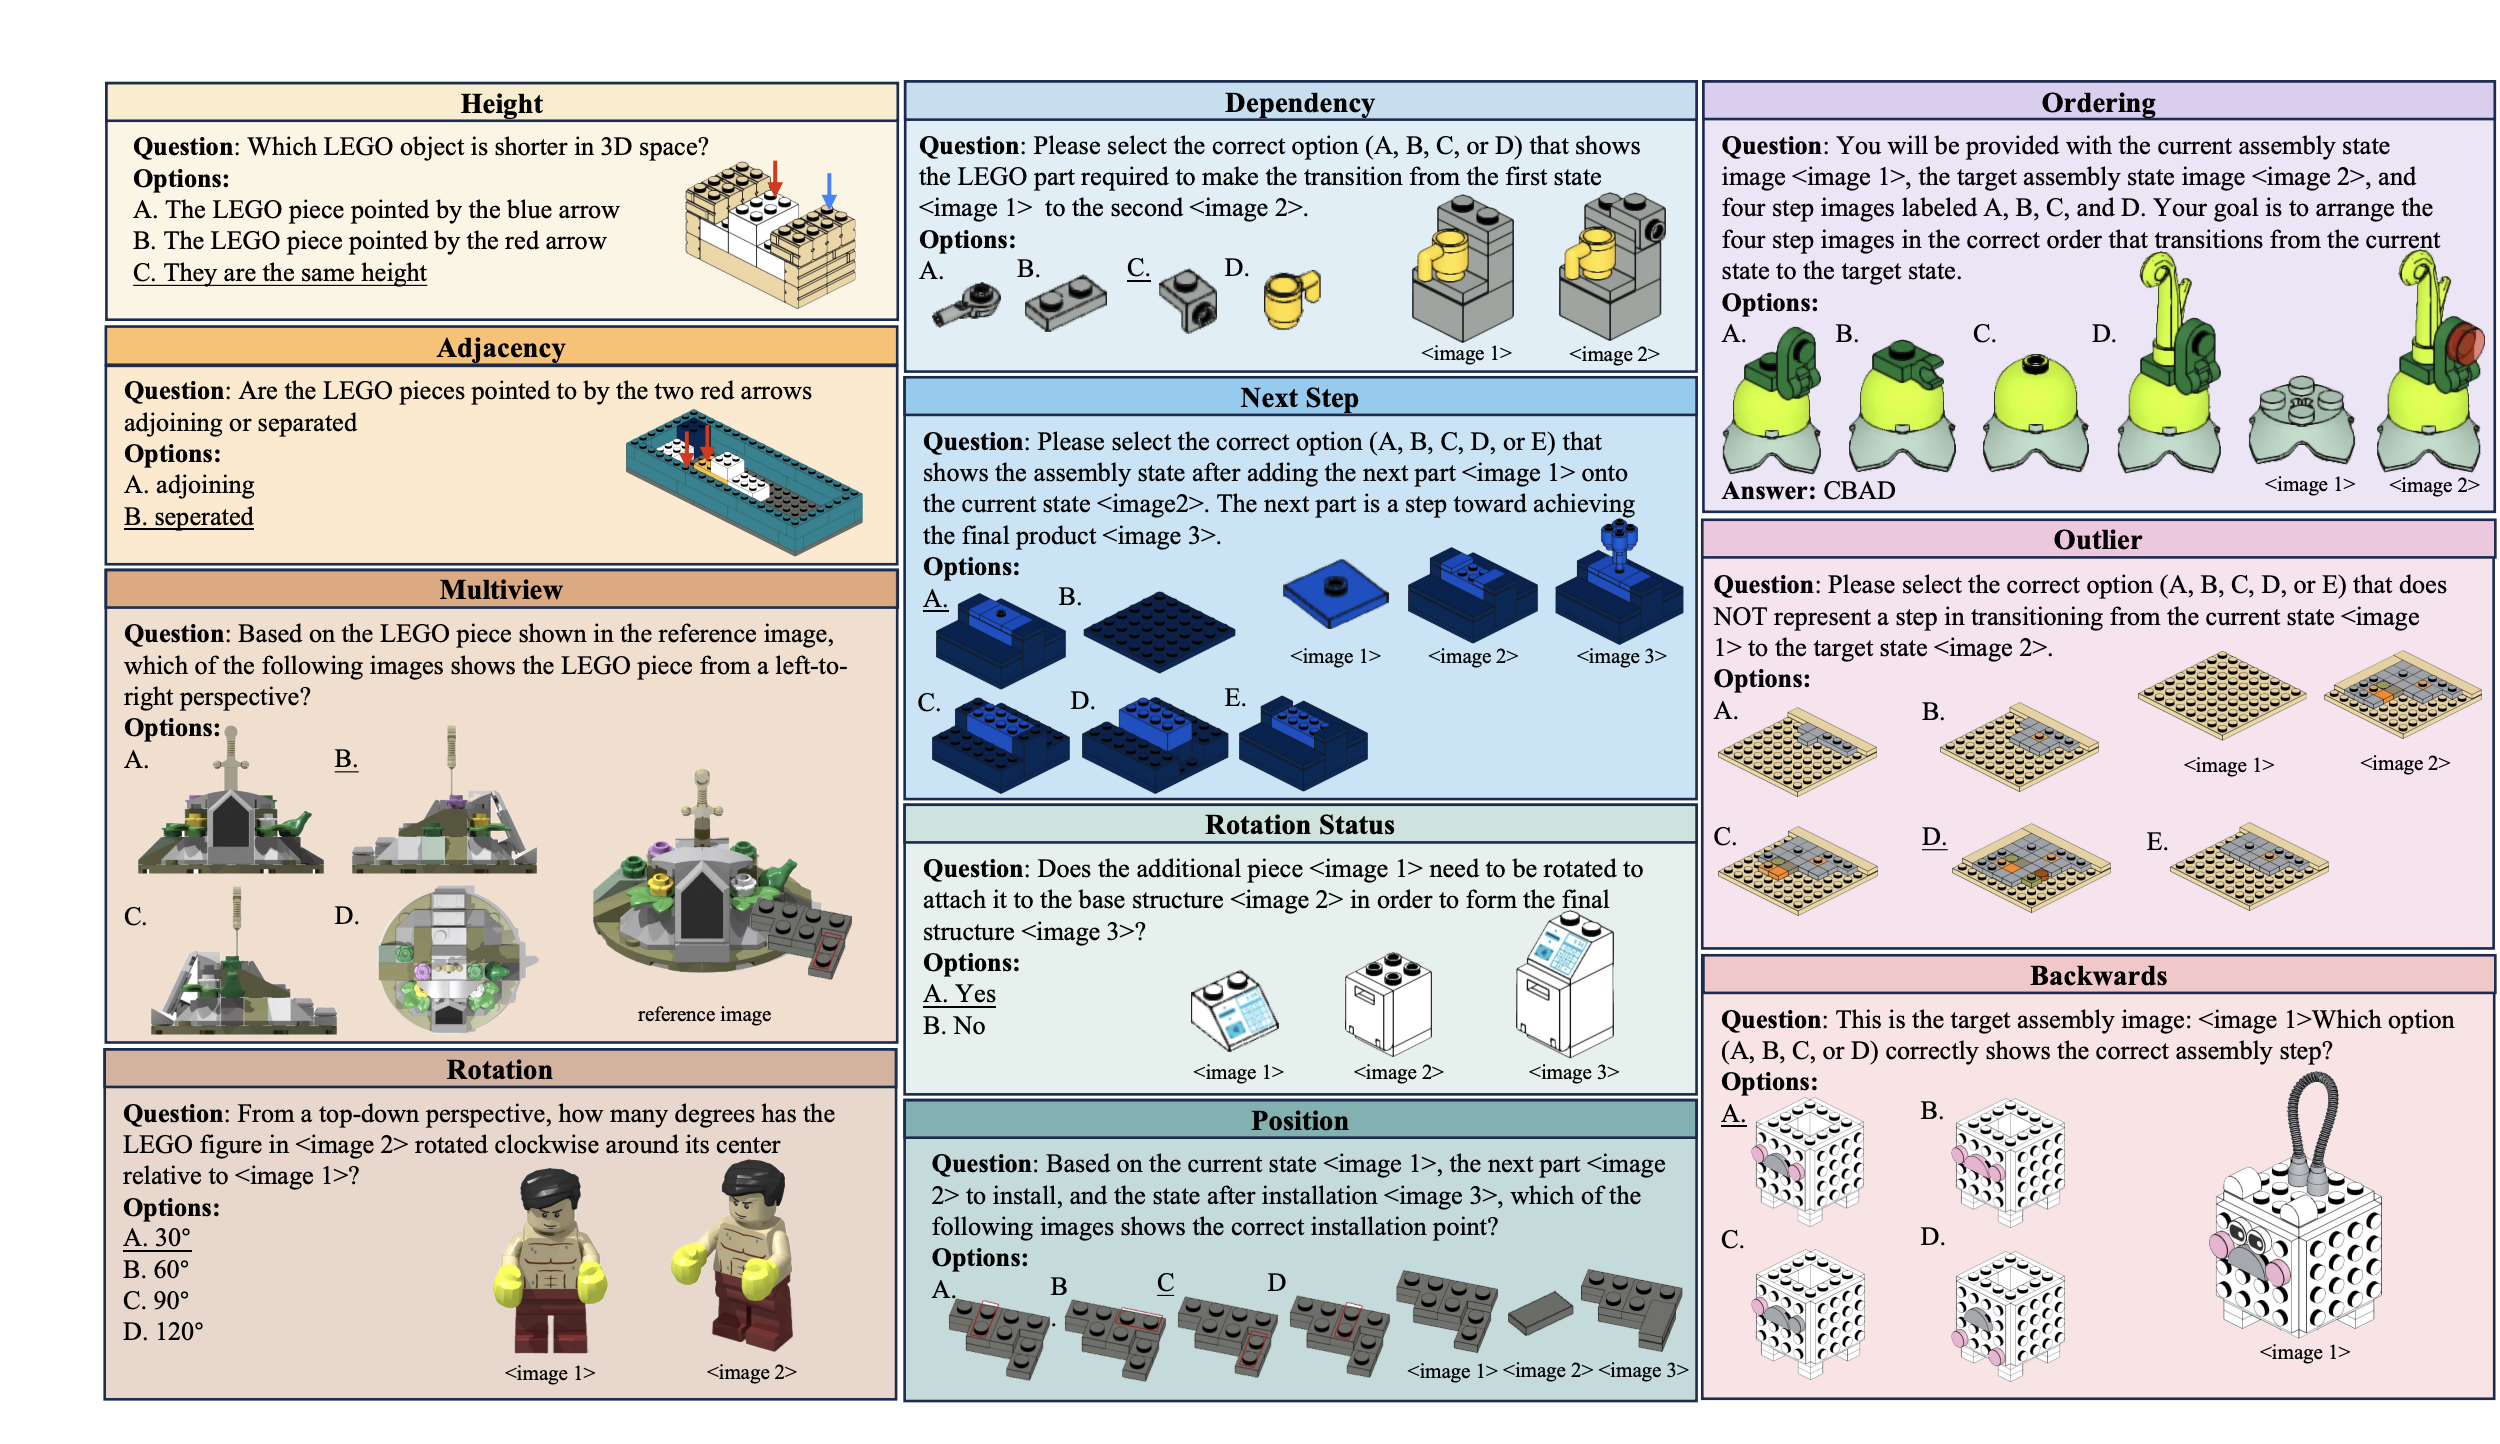 Height
Question: Which LEGO object is shorter in 3D space?
Options:
A. The LEGO piece pointed by the blue arrow
B. The LEGO piece pointed by the red arrow
C. They are the same height
Adjacency
Question: Are the LEGO pieces pointed to by the two red arrows
adjoining or separated
Options:
A. adjoining
B. seperated
Multiview
Question: Based on the LEGO piece shown in the reference image,
which of the following images shows the LEGO piece from a left-to-
right perspective?
Options:
A.
B.
C.
D.
reference image
Rotation
Question: From a top-down perspective, how many degrees has the
LEGO figure in <image 2> rotated clockwise around its center
relative to <image 1>?
Options:
A. 30°
B. 60°
C. 90°
D. 120°
<image 1>
<image 2>
Dependency
Question: Please select the correct option (A, B, C, or D) that shows
the LEGO part required to make the transition from the first state
<image 1> to the second <image 2>.
Options:
A.
B.
C.
D.
<image 1>
<image 2>
Next Step
Question: Please select the correct option (A, B, C, D, or E) that
shows the assembly state after adding the next part <image 1> onto
the current state <image2>. The next part is a step toward achieving
the final product <image 3>.
Options:
A.
B.
<image 1>
<image 2>
<image 3>
C.
D.
E.
Rotation Status
Question: Does the additional piece <image 1> need to be rotated to
attach it to the base structure <image 2> in order to form the final
structure <image 3>?
Options:
A. Yes
B. No
<image 1>
<image 2>
<image 3>
Position
Question: Based on the current state <image 1>, the next part <image
2> to install, and the state after installation <image 3>, which of the
following images shows the correct installation point?
Options:
A.
B
.
C
D
<image 1>
<image 2>
<image 3>
Ordering
Question: You will be provided with the current assembly state
image <image 1>, the target assembly state image <image 2>, and
four step images labeled A, B, C, and D. Your goal is to arrange the
four step images in the correct order that transitions from the current
state to the target state.
Options:
A.
B.
C.
D.
<image 1>
<image 2>
Answer: CBAD
Outlier
Question: Please select the correct option (A, B, C, D, or E) that does
NOT represent a step in transitioning from the current state <image
1> to the target state <image 2>.
Options:
A.
B.
<image 1>
<image 2>
C.
D.
E.
Backwards
Question: This is the target assembly image: <image 1>Which option
(A, B, C, or D) correctly shows the correct assembly step?
Options:
A.
B.
C.
D.
<image 1>